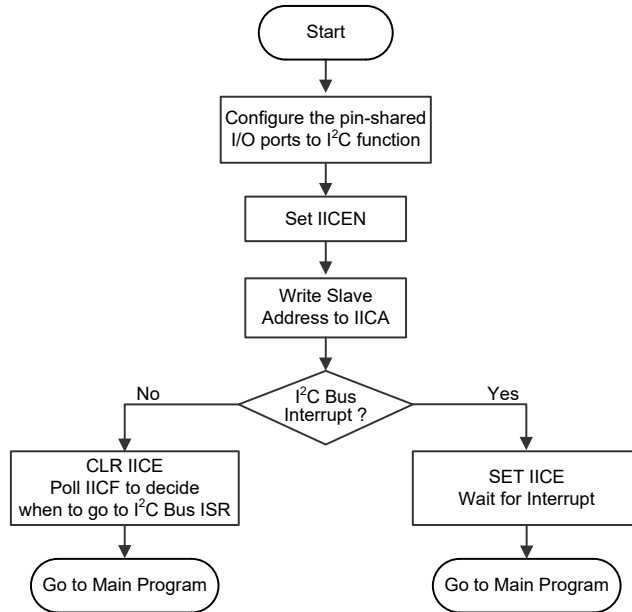 Start
Configure the pin-shared
I/O ports to I²C function
Set IICEN
Write Slave
Address to IICA
No
I²C Bus
Interrupt ?
Yes
CLR IICE
Poll IICF to decide
when to go to I²C Bus ISR
SET IICE
Wait for Interrupt
Go to Main Program
Go to Main Program